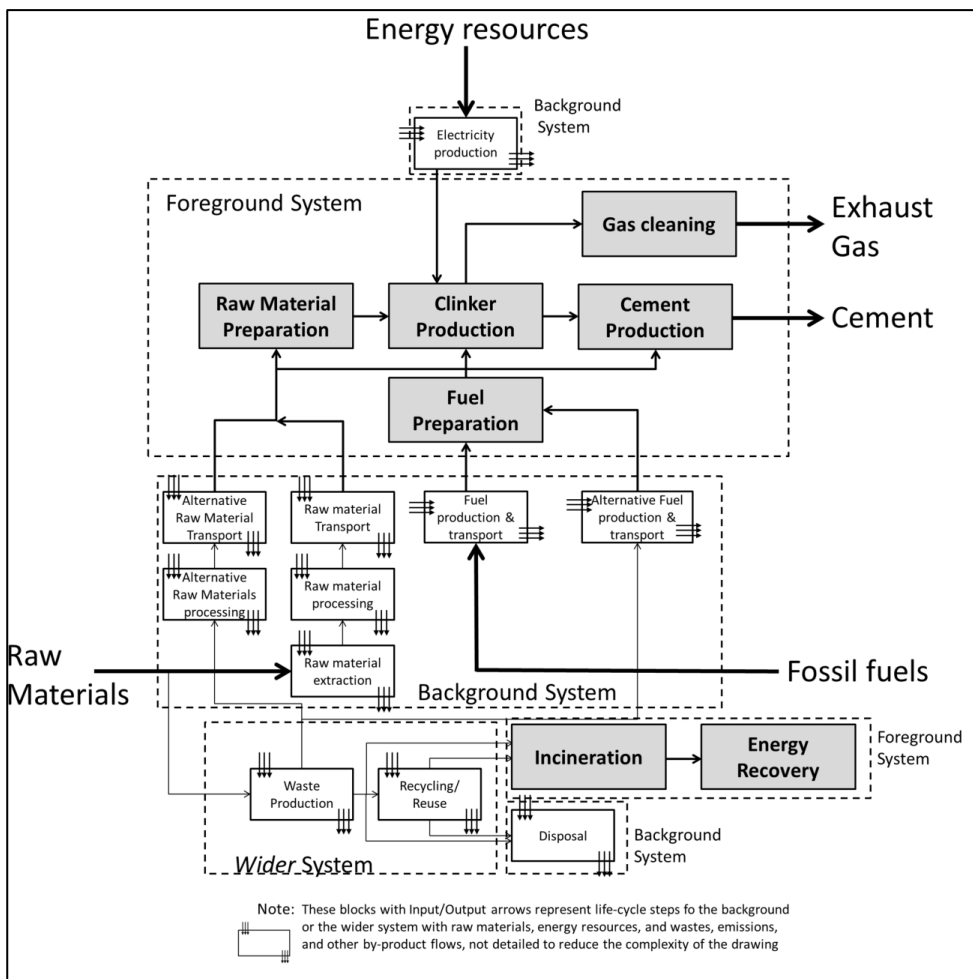 Energy resources
Background
System
Electricity
production
Foreground System
Gas cleaning
Exhaust
Gas
Raw Material
Preparation
Clinker
Production
Cement
Production
Cement
Fuel
Preparation
Alternative
Raw Material
Transport
Raw material
Transport
Fuel
production &
transport
Alternative Fuel
production &
transport
Alternative
Raw Materials
processing
Raw material
processing
Raw
Materials
Raw material
extraction
Fossil fuels
Background System
Incineration
Energy
Recovery
Foreground
System
Waste
Production
Recycling/
Reuse
Disposal
Background
System
Wider System
Note: These blocks with Input/Output arrows represent life-cycle steps fo the background
or the wider system with raw materials, energy resources, and wastes, emissions,
and other by-product flows, not detailed to reduce the complexity of the drawing